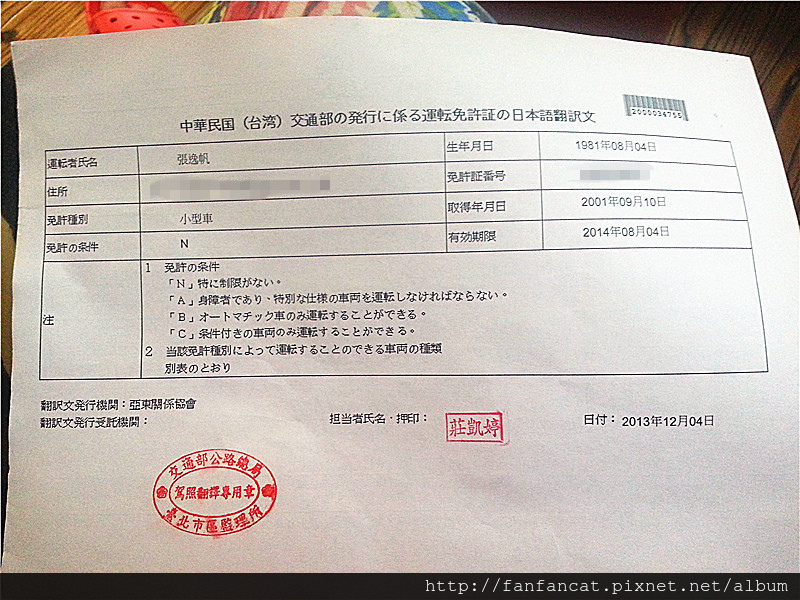 中華民国（台湾）交通部の発行に係る運転免許証の日本語翻訳文
2000034755
運転者氏名 張逸帆 生年月日 1981年08月04日
住所 免許証番号
免許種別 小型車 取得年月日 2001年09月10日
免許の条件 N 有効期限 2014年08月04日
注
1 免許の条件
「N」特に制限がない。
「A」身障者であり、特別な仕様の車両を運転しなければならない。
「B」オートマチック車のみ運転することができる。
「C」条件付きの車両のみ運転することができる。
2 当該免許種別によって運転することのできる車両の種類
別表のとおり
翻訳文発行機関：亞東關係協會
翻訳文発行受託機関：
担当者氏名・押印：
莊凱婷
日付： 2013年12月04日
交通部公路總局
駕照翻譯專用章
臺北市區監理所
http://fanfancat.pixnet.net/album